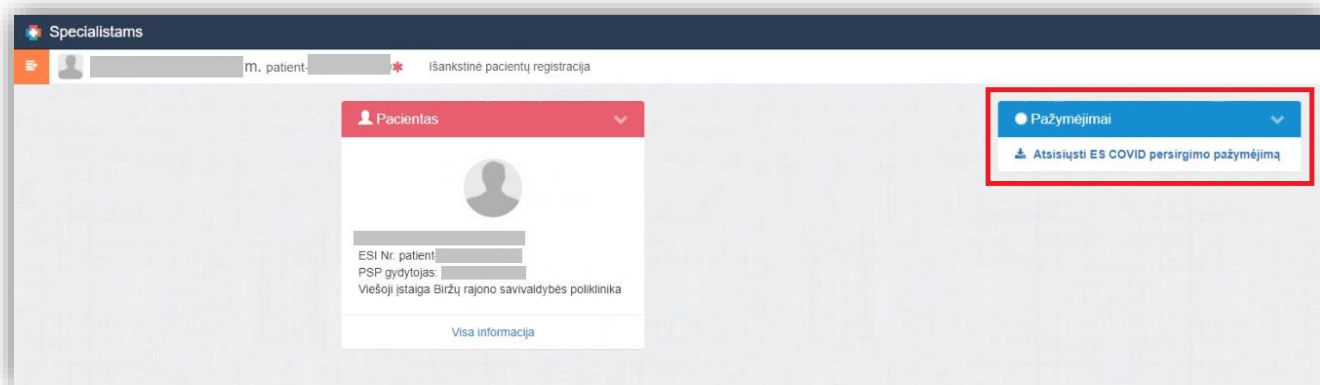 Specialistams
m. patient- * Išankstinė pacientų registracija
Pacientas
ESI Nr. patient-
PSP gydytojas:
Viešoji įstaiga Biržų rajono savivaldybės poliklinika
Visa informacija
Pažymėjimai
Atsisiųsti ES COVID persirgimo pažymėjimą